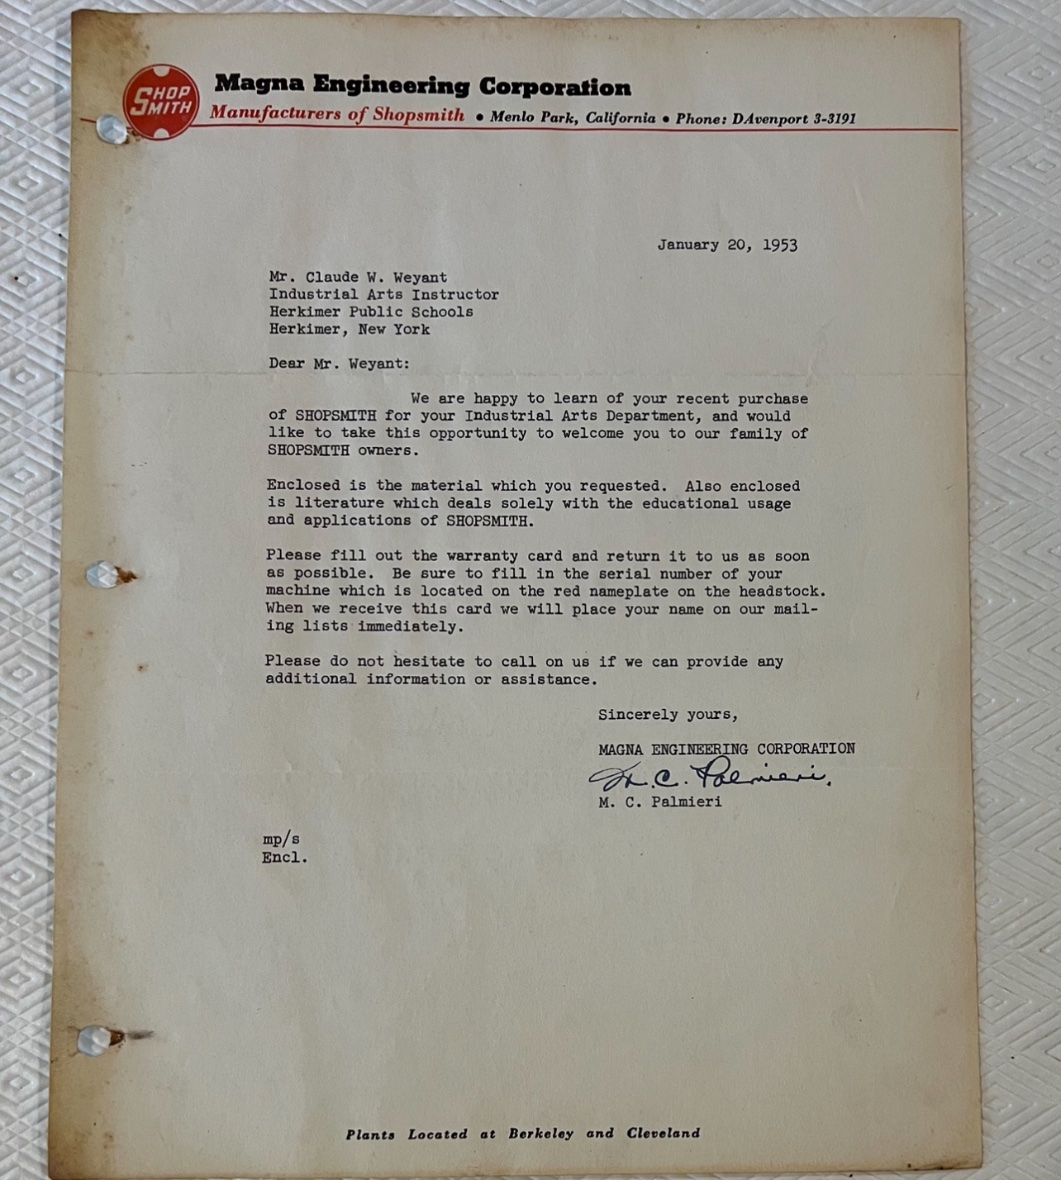 SHOP
SMITH
Magna Engineering Corporation
Manufacturers of Shopsmith • Menlo Park, California • Phone: DAvenport 3-3191
January 20, 1953
Mr. Claude W. Weyant
Industrial Arts Instructor
Herkimer Public Schools
Herkimer, New York
Dear Mr. Weyant:
We are happy to learn of your recent purchase
of SHOPSMITH for your Industrial Arts Department, and would
like to take this opportunity to welcome you to our family of
SHOPSMITH owners.
Enclosed is the material which you requested. Also enclosed
is literature which deals solely with the educational usage
and applications of SHOPSMITH.
Please fill out the warranty card and return it to us as soon
as possible. Be sure to fill in the serial number of your
machine which is located on the red nameplate on the headstock.
When we receive this card we will place your name on our mail-
ing lists immediately.
Please do not hesitate to call on us if we can provide any
additional information or assistance.
Sincerely yours,
MAGNA ENGINEERING CORPORATION
M. C. Palmieri.
M. C. Palmieri
mp/s
Encl.
Plants Located at Berkeley and Cleveland